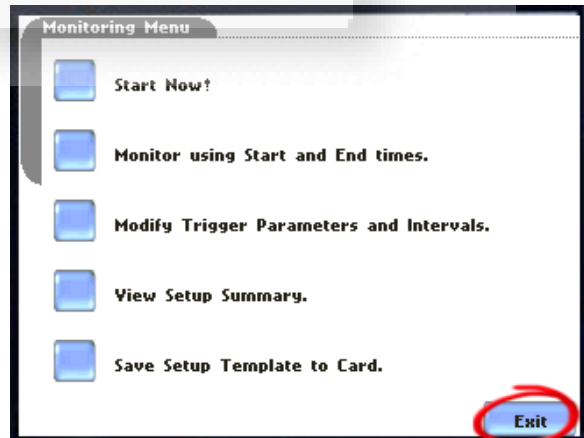 Monitoring Menu
Start Now!
Monitor using Start and End times.
Modify Trigger Parameters and Intervals.
View Setup Summary.
Save Setup Template to Card.
Exit